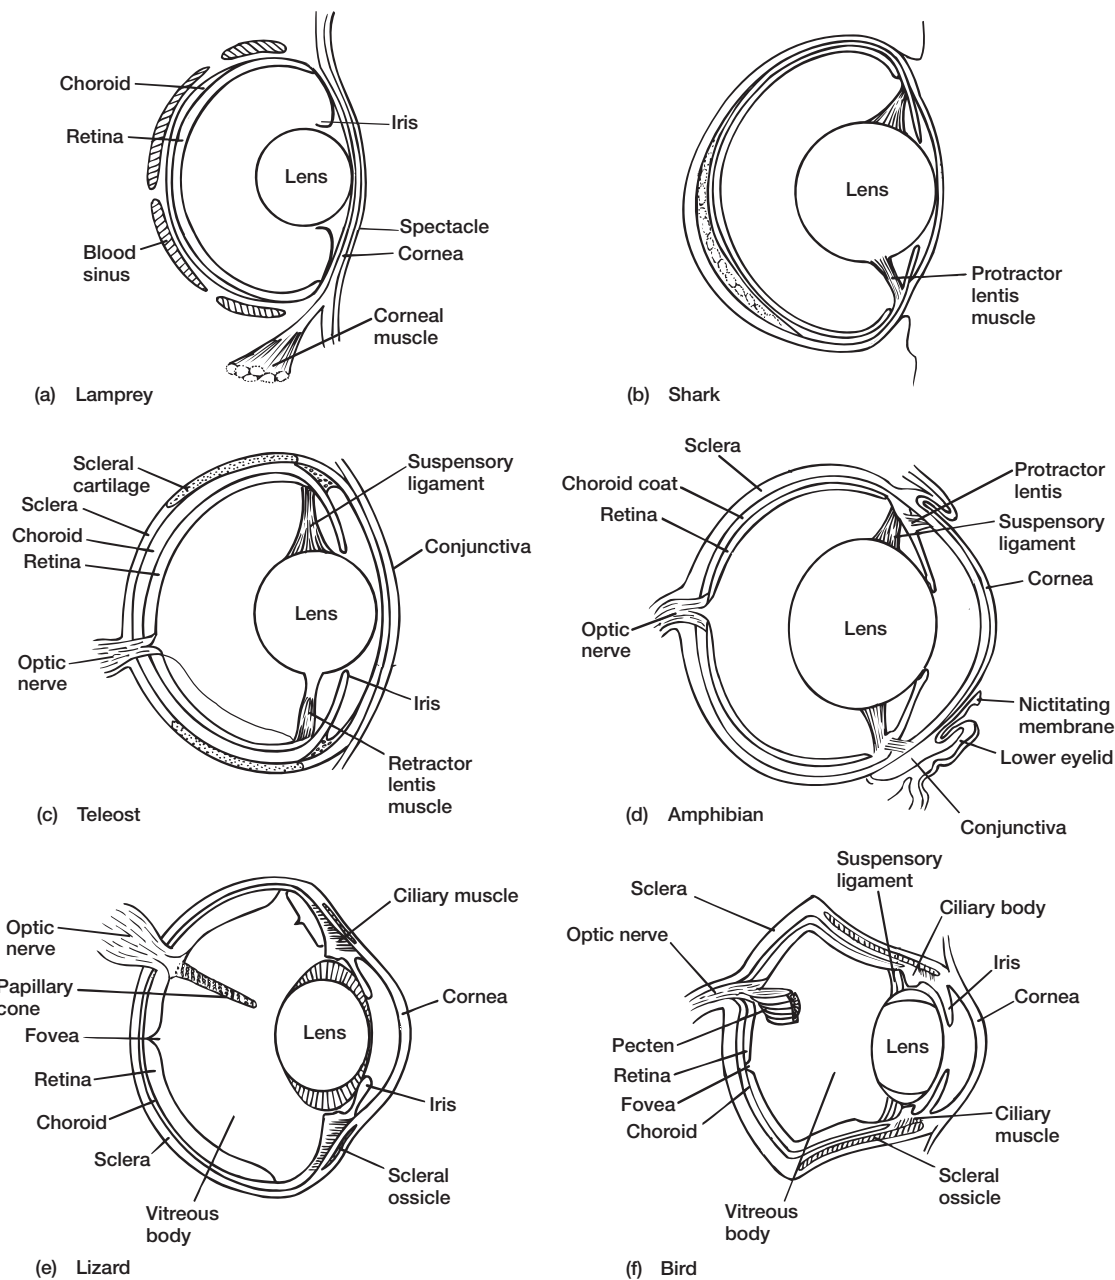 Choroid
Retina
Iris
Lens
Spectacle
Cornea
Blood
sinus
Corneal
muscle
(a) Lamprey
Lens
Protractor
lentis
muscle
(b) Shark
Scleral
cartilage
Sclera
Choroid
Retina
Suspensory
ligament
Conjunctiva
Lens
Optic
nerve
Iris
Retractor
lentis
muscle
(c) Teleost
Sclera
Choroid coat
Retina
Protractor
lentis
Suspensory
ligament
Cornea
Lens
Optic
nerve
Nictitating
membrane
Lower eyelid
Conjunctiva
(d) Amphibian
Ciliary muscle
Optic
nerve
Papillary
cone
Cornea
Fovea
Lens
Retina
Iris
Choroid
Sclera
Scleral
ossicle
Vitreous
body
(e) Lizard
Suspensory
ligament
Sclera
Ciliary body
Optic nerve
Iris
Cornea
Pecten
Lens
Retina
Fovea
Choroid
Ciliary
muscle
Scleral
ossicle
Vitreous
body
(f) Bird